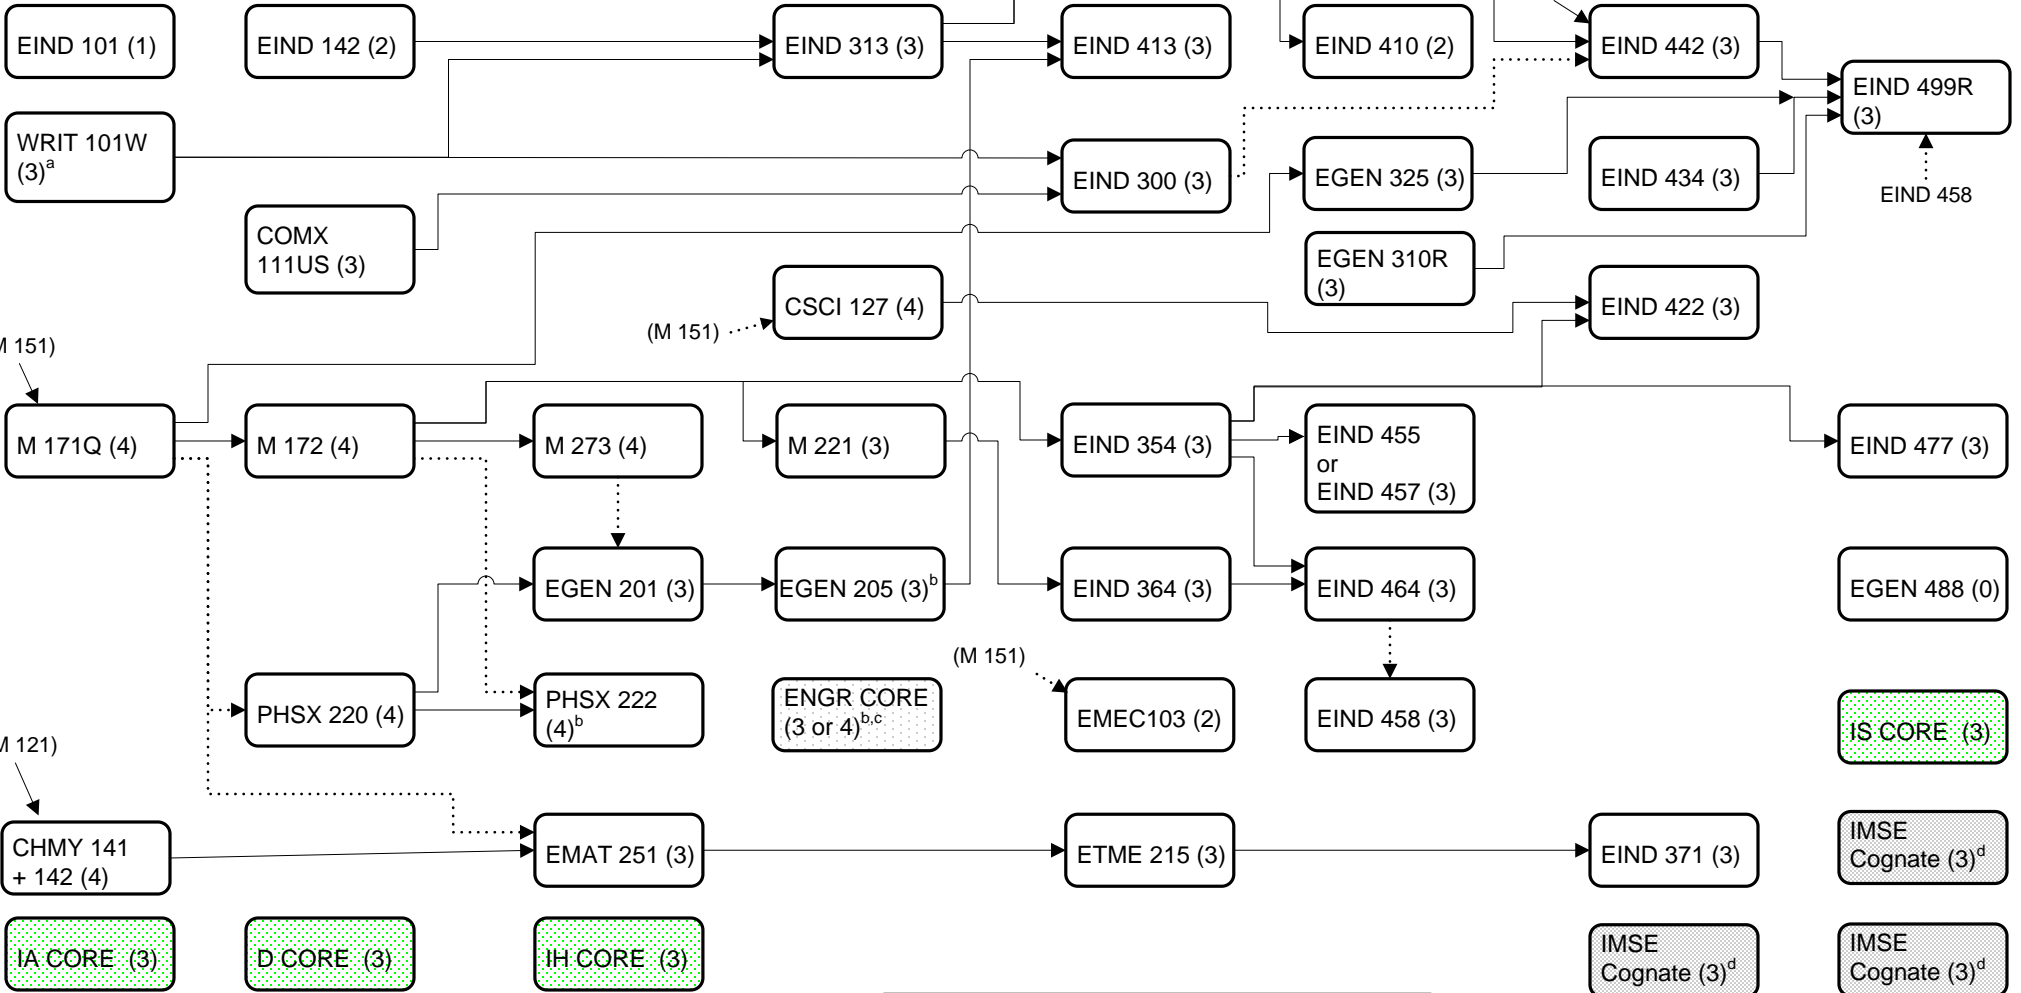 EIND 101 (1)
EIND 142 (2)
EIND 313 (3)
EIND 413 (3)
EIND 410 (2)
EIND 442 (3)
EIND 499R
(3)
WRIT 101W
(3)a
EIND 300 (3)
EGEN 325 (3)
EIND 434 (3)
EIND 458
COMX
111US (3)
EGEN 310R
(3)
CSCI 127 (4)
EIND 422 (3)
(M 151)
M 151)
M 171Q (4)
M 172 (4)
M 273 (4)
M 221 (3)
EIND 354 (3)
EIND 455
or
EIND 457 (3)
EIND 477 (3)
EGEN 201 (3)
EGEN 205 (3)b
EIND 364 (3)
EIND 464 (3)
EGEN 488 (0)
(M 151)
PHSX 220 (4)
PHSX 222
(4)b
ENGR CORE
(3 or 4)b,c
EMEC103 (2)
EIND 458 (3)
IS CORE (3)
M 121)
CHMY 141
+ 142 (4)
EMAT 251 (3)
ETME 215 (3)
EIND 371 (3)
IMSE
Cognate (3)d
IA CORE (3)
D CORE (3)
IH CORE (3)
IMSE
Cognate (3)d
IMSE
Cognate (3)d